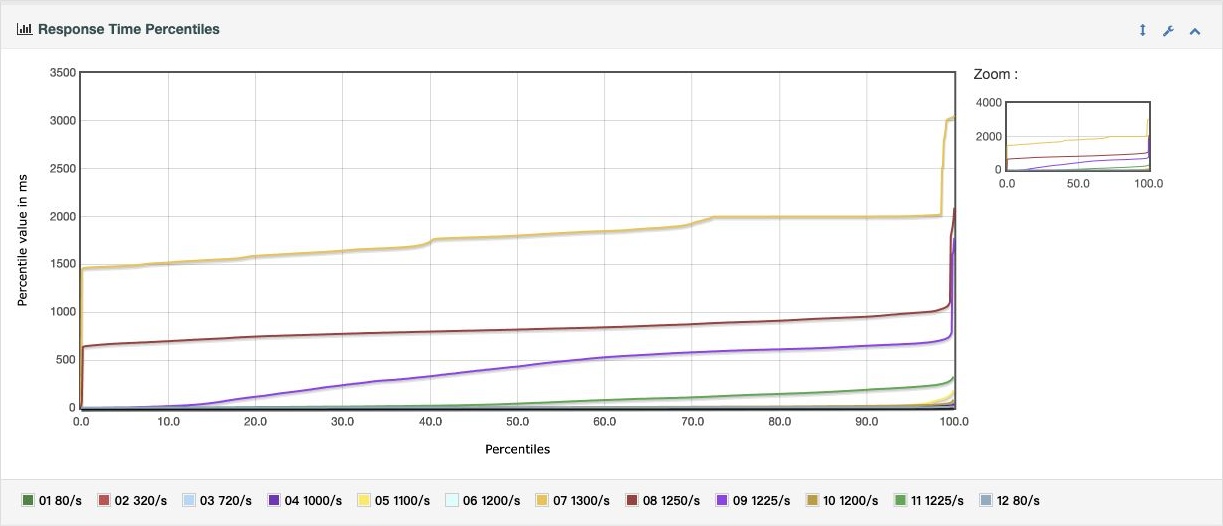 Response Time Percentiles
Zoom :
Percentile value in ms
3500
3000
2500
2000
1500
1000
500
0
0.0 10.0 20.0 30.0 40.0 50.0 60.0 70.0 80.0 90.0 100.0
Percentiles
4000
2000
0
0.0 50.0 100.0
01 80/s 02 320/s 03 720/s 04 1000/s 05 1100/s 06 1200/s 07 1300/s 08 1250/s 09 1225/s 10 1200/s 11 1225/s 12 80/s